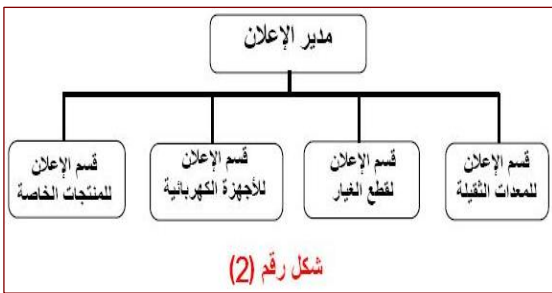 مدير الإعلان
قسم الإعلان
للمعدات الثقيلة
قسم الإعلان
لقطع الغيار
قسم الإعلان
للأجهزة الكهربائية
قسم الإعلان
للمنتجات الخاصة
شكل رقم (2)